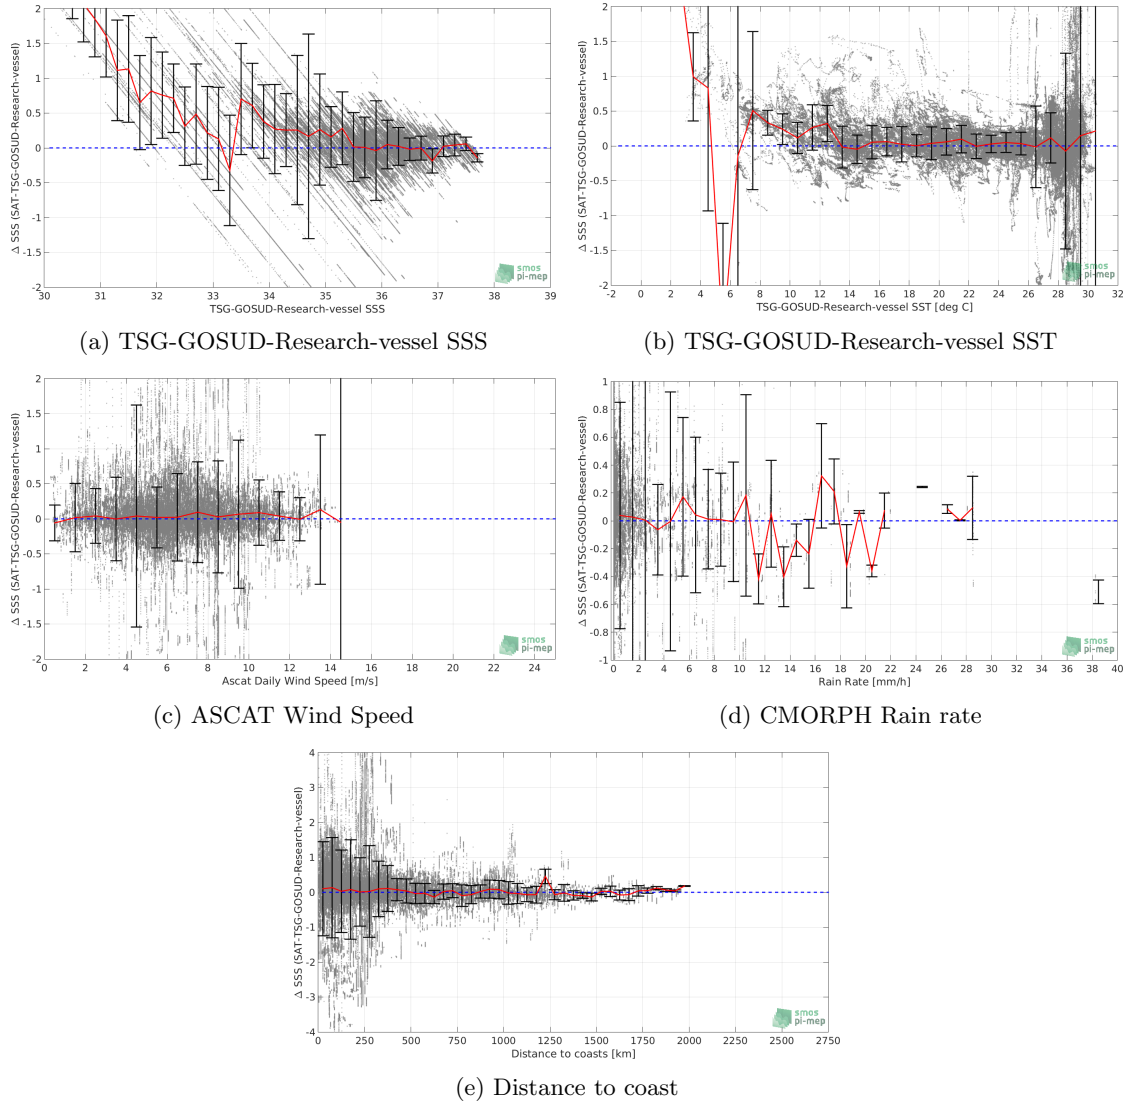 2
1.5
1
0.5
0
-0.5
-1
-1.5
-2
Δ SSS (SAT-TSG-GOSUD-Research-vessel)
30 31 32 33 34 35 36 37 38 39
TSG-GOSUD-Research-vessel SSS
smos
pi-mep
(a) TSG-GOSUD-Research-vessel SSS
2
1.5
1
0.5
0
-0.5
-1
-1.5
-2
Δ SSS (SAT-TSG-GOSUD-Research-vessel)
-2 0 2 4 6 8 10 12 14 16 18 20 22 24 26 28 30 32
TSG-GOSUD-Research-vessel SST [deg C]
smos
pi-mep
(b) TSG-GOSUD-Research-vessel SST
2
1.5
1
0.5
0
-0.5
-1
-1.5
-2
Δ SSS (SAT-TSG-GOSUD-Research-vessel)
0 2 4 6 8 10 12 14 16 18 20 22 24
Ascat Daily Wind Speed [m/s]
smos
pi-mep
(c) ASCAT Wind Speed
1
0.8
0.6
0.4
0.2
0
-0.2
-0.4
-0.6
-0.8
-1
Δ SSS (SAT-TSG-GOSUD-Research-vessel)
0 2 4 6 8 10 12 14 16 18 20 22 24 26 28 30 32 34 36 38 40
Rain Rate [mm/h]
smos
pi-mep
(d) CMORPH Rain rate
4
3
2
1
0
-1
-2
-3
-4
Δ SSS (SAT-TSG-GOSUD-Research-vessel)
0 250 500 750 1000 1250 1500 1750 2000 2250 2500 2750
Distance to coasts [km]
smos
pi-mep
(e) Distance to coast